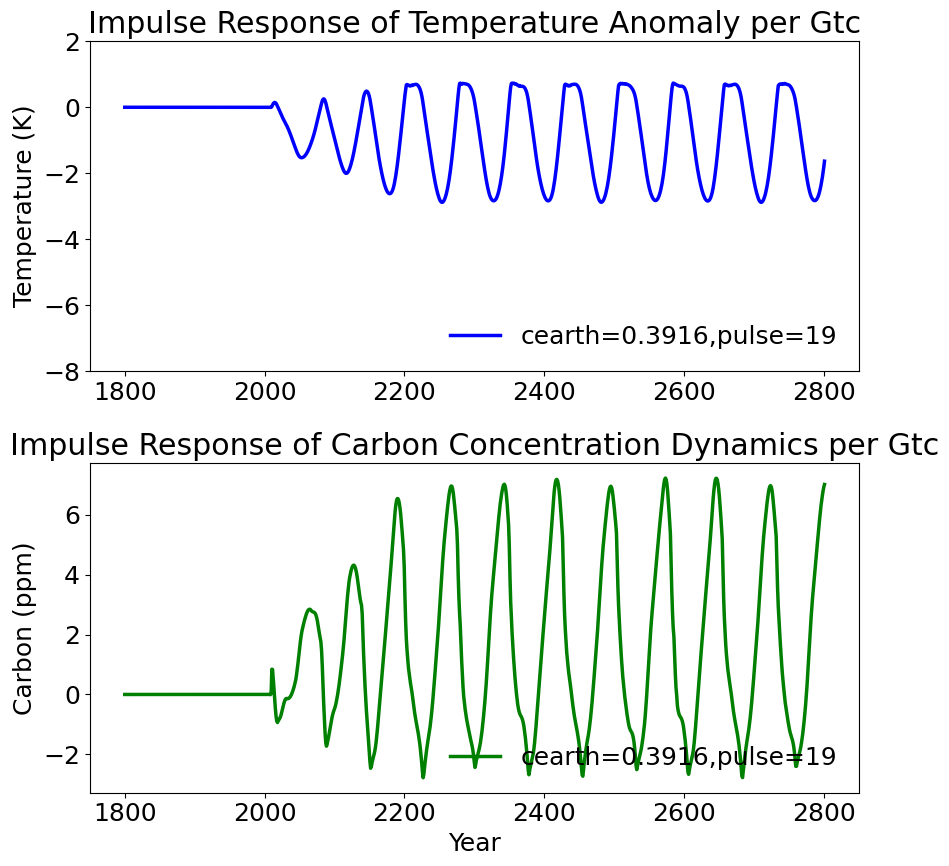 Impulse Response of Temperature Anomaly per Gtc
2
0
−2
−4
−6
−8
Temperature (K)
cearth=0.3916,pulse=19
1800 2000 2200 2400 2600 2800
Impulse Response of Carbon Concentration Dynamics per Gtc
6
4
2
0
−2
Carbon (ppm)
cearth=0.3916,pulse=19
1800 2000 2200 2400 2600 2800
Year